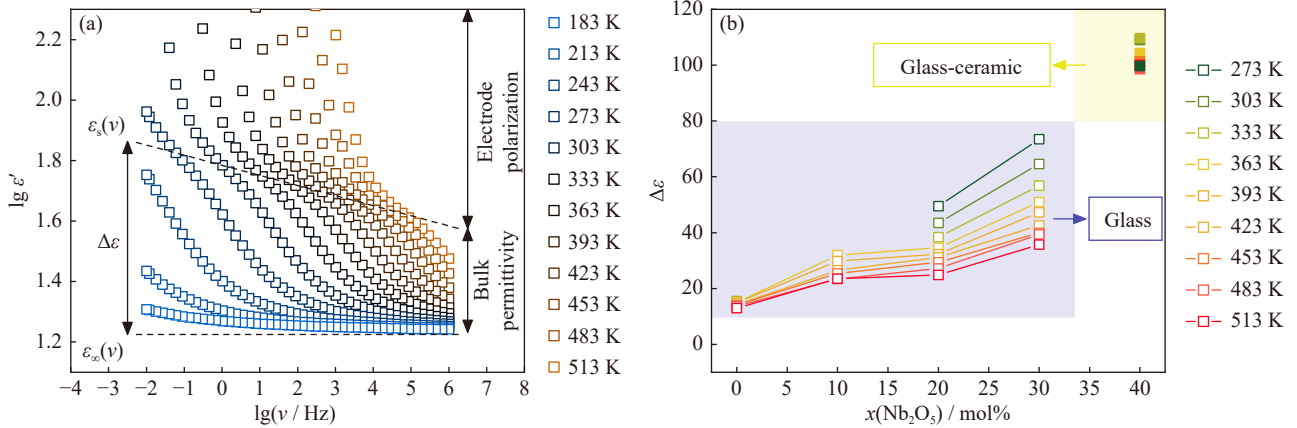 (a)
2.2
2.0
1.8
1.6
1.4
1.2
lg ε′
εs(ν)
Δε
ε∞(ν)
Electrode
polarization
Bulk
permittivity
−4 −3 −2 −1 0 1 2 3 4 5 6 7 8
lg(ν / Hz)
183 K
213 K
243 K
273 K
303 K
333 K
363 K
393 K
423 K
453 K
483 K
513 K
(b)
120
100
80
60
40
20
0
Δε
Glass-ceramic
Glass
0 5 10 15 20 25 30 35 40
x(Nb₂O₅) / mol%
273 K
303 K
333 K
363 K
393 K
423 K
453 K
483 K
513 K